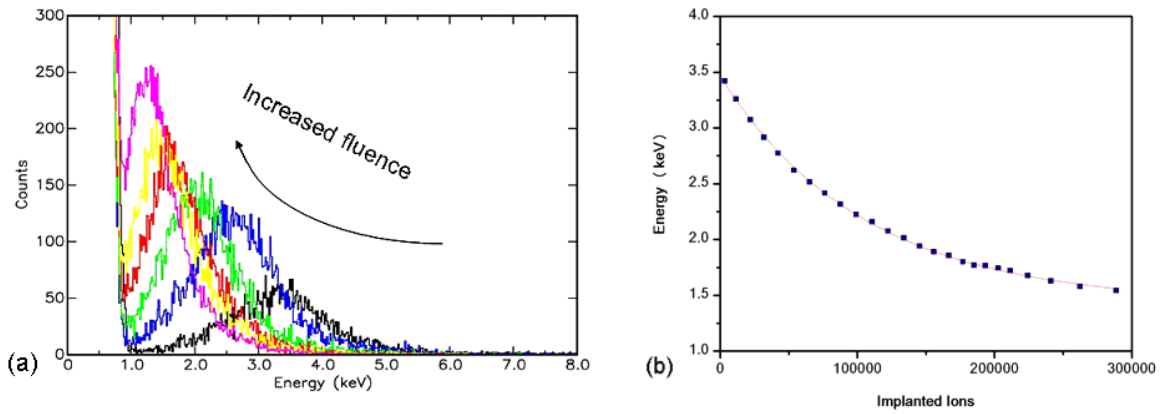 300
250
200
150
100
50
0
Counts
0.0 1.0 2.0 3.0 4.0 5.0 6.0 7.0 8.0
Energy (keV)
Increased fluence
(a)
4.0
3.5
3.0
2.5
2.0
1.5
1.0
Energy (keV)
0 100000 200000 300000
Implanted Ions
(b)